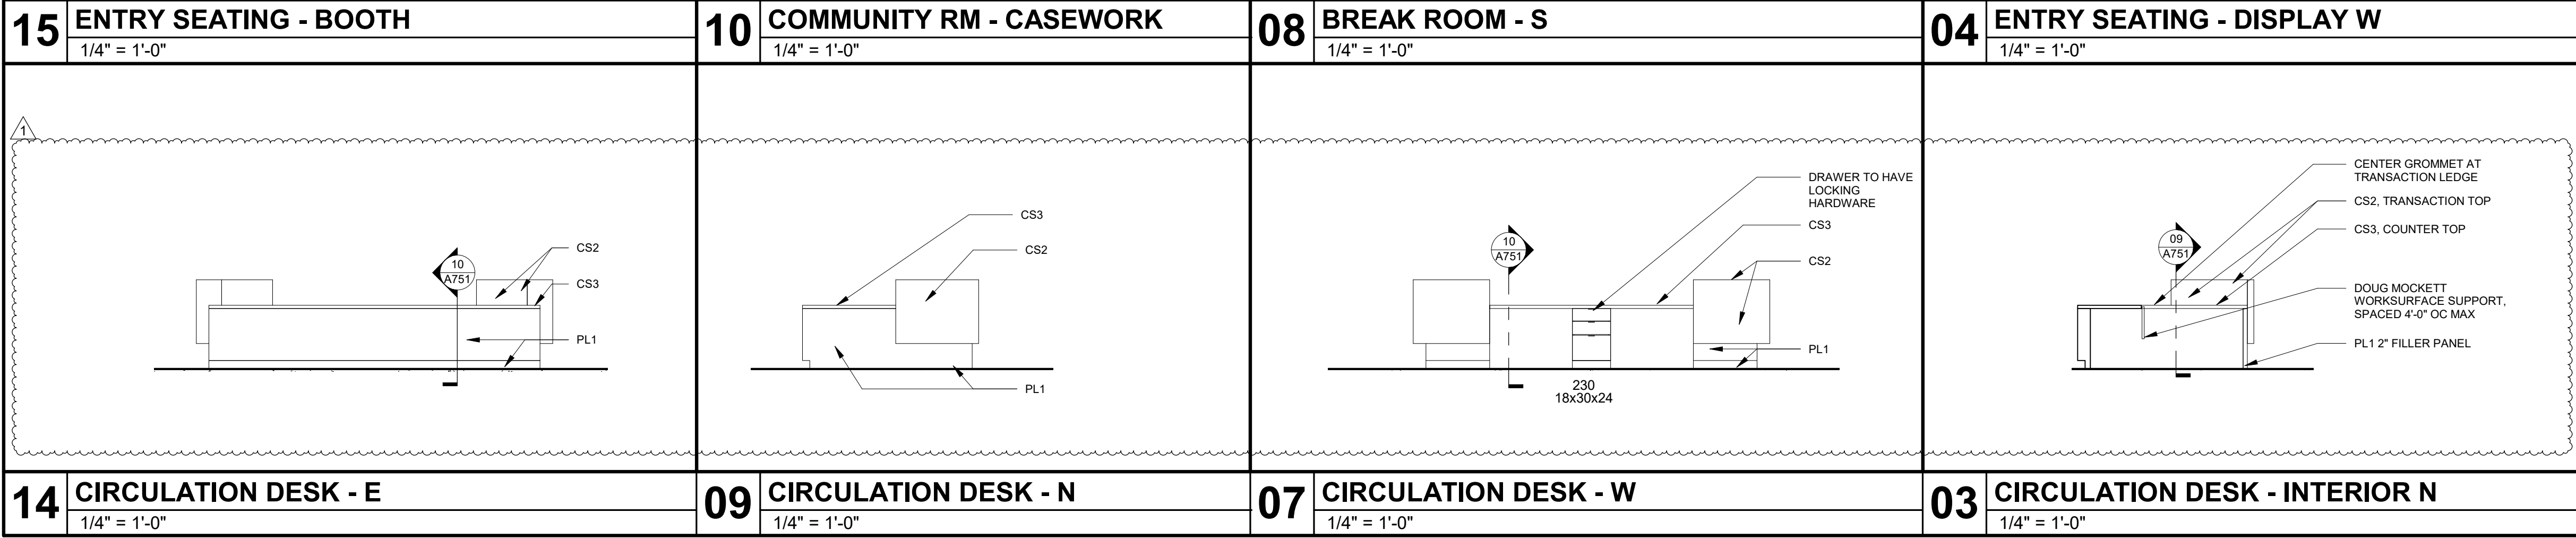 15 ENTRY SEATING - BOOTH
1/4" = 1'-0"
10 COMMUNITY RM - CASEWORK
1/4" = 1'-0"
08 BREAK ROOM - S
1/4" = 1'-0"
04 ENTRY SEATING - DISPLAY W
1/4" = 1'-0"
1
10
A751
CS2
CS3
PL1
14 CIRCULATION DESK - E
1/4" = 1'-0"
CS3
CS2
PL1
09 CIRCULATION DESK - N
1/4" = 1'-0"
10
A751
DRAWER TO HAVE
LOCKING
HARDWARE
CS3
CS2
PL1
230
18x30x24
07 CIRCULATION DESK - W
1/4" = 1'-0"
09
A751
CENTER GROMMET AT
TRANSACTION LEDGE
CS2, TRANSACTION TOP
CS3, COUNTER TOP
DOUG MOCKETT
WORKSURFACE SUPPORT,
SPACED 4'-0" OC MAX
PL1 2" FILLER PANEL
03 CIRCULATION DESK - INTERIOR N
1/4" = 1'-0"